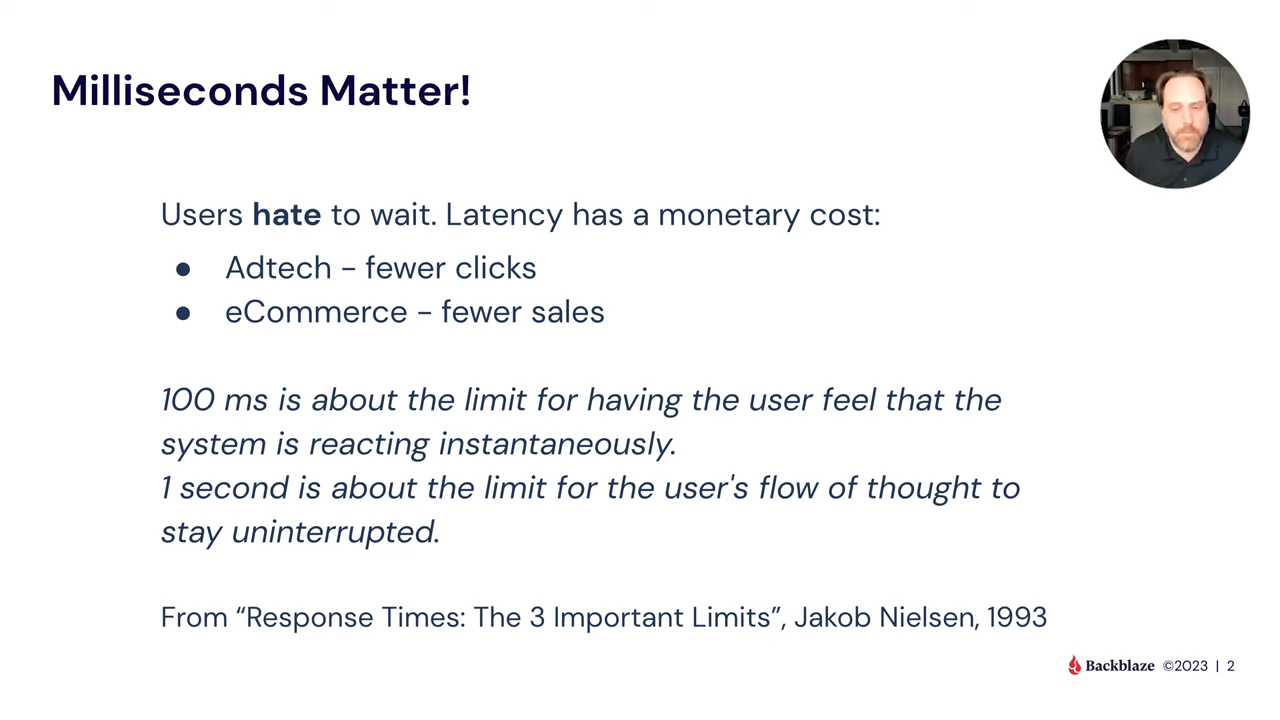 Milliseconds Matter!
Users hate to wait. Latency has a monetary cost:
● Adtech - fewer clicks
● eCommerce - fewer sales
100 ms is about the limit for having the user feel that the
system is reacting instantaneously.
1 second is about the limit for the user's flow of thought to
stay uninterrupted.
From “Response Times: The 3 Important Limits”, Jakob Nielsen, 1993
Backblaze ©2023 | 2